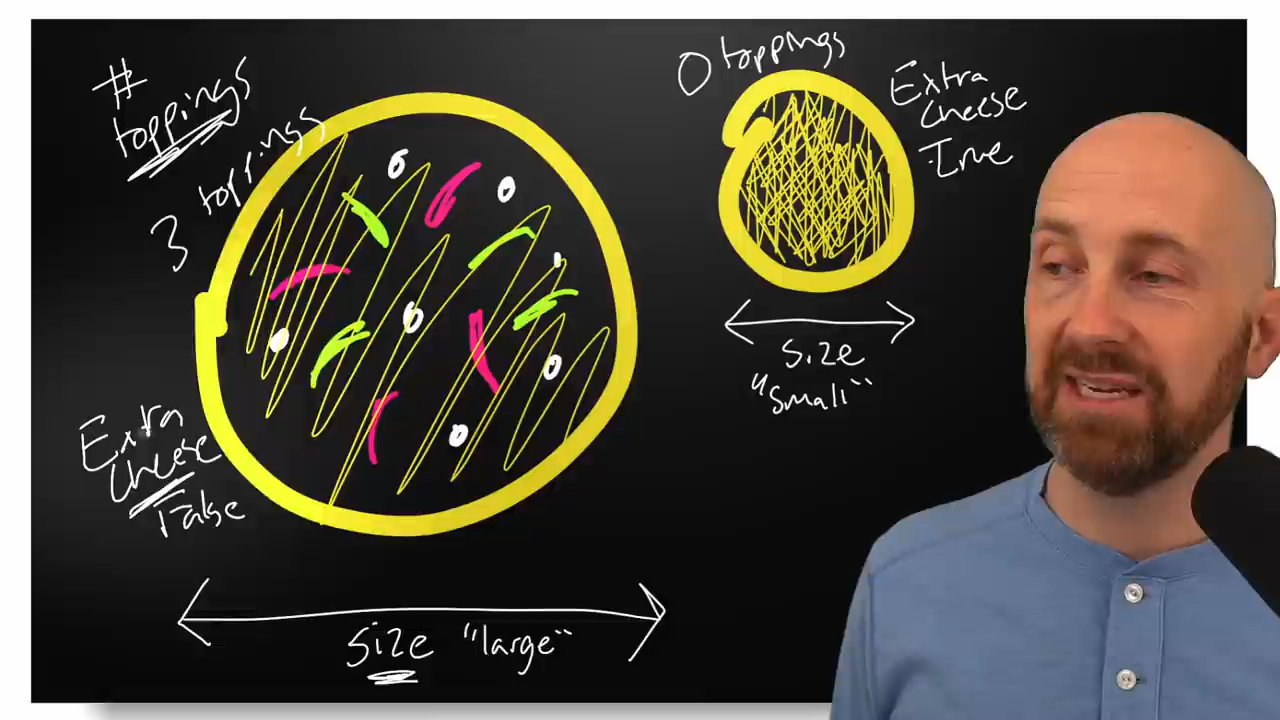 #
toppings
3 toppings
Extra
Cheese
False
size "large"
0 toppings
Extra
Cheese
True
size
"small"